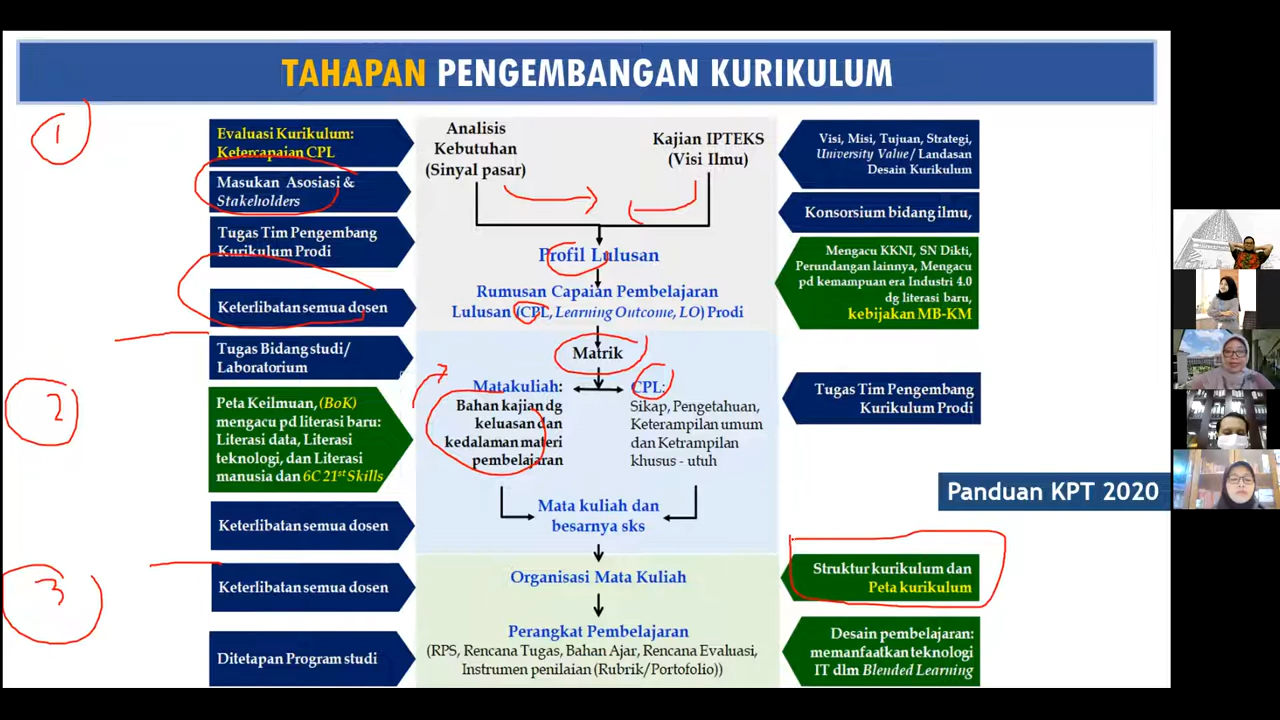 TAHAPAN PENGEMBANGAN KURIKULUM
1
Evaluasi Kurikulum:
Ketercapaian CPL
Masukan Asosiasi &
Stakeholders
Tugas Tim Pengembang
Kurikulum Prodi
Keterlibatan semua dosen
Analisis
Kebutuhan
(Sinyal pasar)
Kajian IPTEKS
(Visi Ilmu)
Profil Lulusan
Rumusan Capaian Pembelajaran
Lulusan (CPL, Learning Outcome, LO) Prodi
Visi, Misi, Tujuan, Strategi,
University Value / Landasan
Desain Kurikulum
Konsorsium bidang ilmu,
Mengacu KKNI, SN Dikti,
Perundangan lainnya, Mengacu
pd kemampuan era Industri 4.0
dg literasi baru,
kebijakan MB-KM
2
Tugas Bidang studi/
Laboratorium
Peta Keilmuan, (BoK)
mengacu pd literasi baru:
Literasi data, Literasi
teknologi, dan Literasi
manusia dan 6C 21st Skills
Keterlibatan semua dosen
Matrik
Matakuliah:
Bahan kajian dg
keluasan dan
kedalaman materi
pembelajaran
CPL:
Sikap, Pengetahuan,
Keterampilan umum
dan Ketrampilan
khusus - utuh
Mata kuliah dan
besarnya sks
Tugas Tim Pengembang
Kurikulum Prodi
Panduan KPT 2020
3
Keterlibatan semua dosen
Ditetapan Program studi
Organisasi Mata Kuliah
Perangkat Pembelajaran
(RPS, Rencana Tugas, Bahan Ajar, Rencana Evaluasi,
Instrumen penilaian (Rubrik/Portofolio))
Struktur kurikulum dan
Peta kurikulum
Desain pembelajaran:
memanfaatkan teknologi
IT dlm Blended Learning